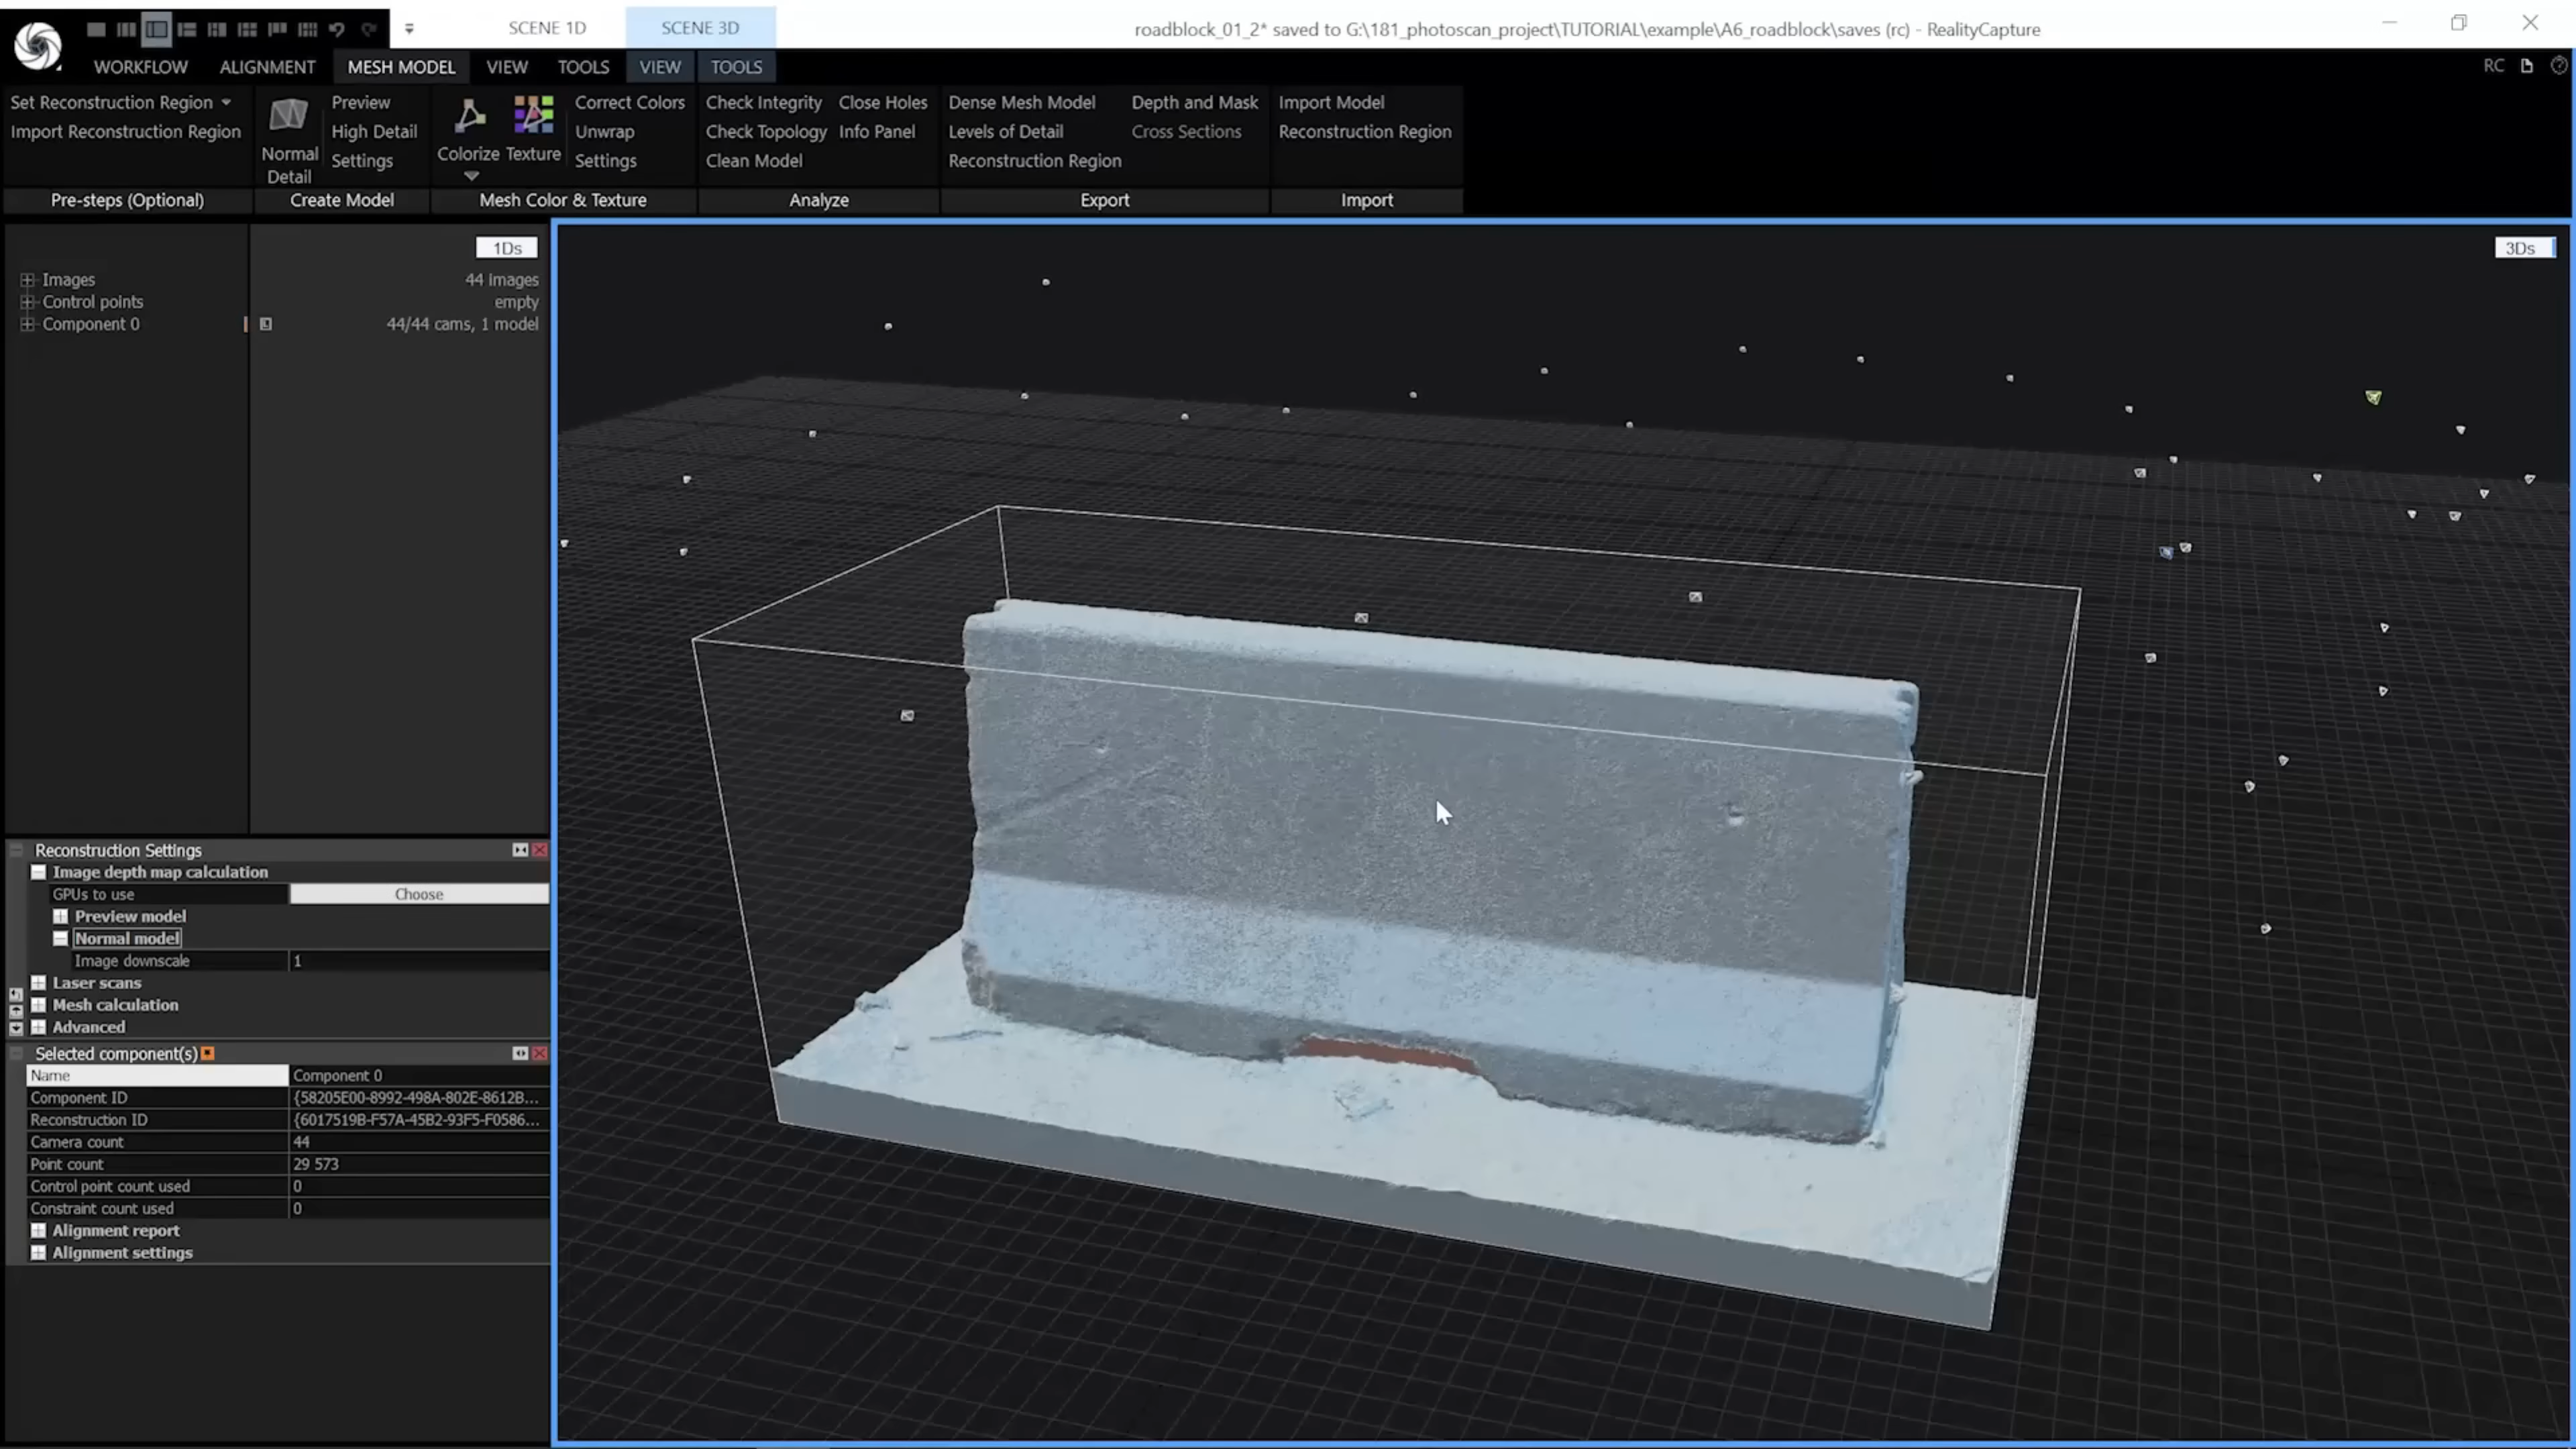 SCENE 1D
SCENE 3D
roadblock_01_2* saved to G:\181_photoscan_project\TUTORIAL\example\A6_roadblock\saves (rc) - RealityCapture
WORKFLOW ALIGNMENT MESH MODEL VIEW TOOLS VIEW TOOLS
RC
Set Reconstruction Region
Import Reconstruction Region
Pre-steps (Optional)
Normal
Detail
Preview
High Detail
Settings
Create Model
Colorize
Texture
Correct Colors
Unwrap
Settings
Mesh Color & Texture
Check Integrity
Check Topology
Clean Model
Close Holes
Info Panel
Analyze
Dense Mesh Model
Levels of Detail
Reconstruction Region
Depth and Mask
Cross Sections
Export
Import Model
Reconstruction Region
Import
1Ds
Images 44 images
Control points empty
Component 0 44/44 cams, 1 model
3Ds
Reconstruction Settings
Image depth map calculation
GPUs to use Choose
Preview model
Normal model
Image downscale 1
Laser scans
Mesh calculation
Advanced
Selected component(s)
Name Component 0
Component ID {58205E00-8992-498A-802E-8612B...
Reconstruction ID {6017519B-F57A-45B2-93F5-F0586...
Camera count 44
Point count 29 573
Control point count used 0
Constraint count used 0
Alignment report
Alignment settings